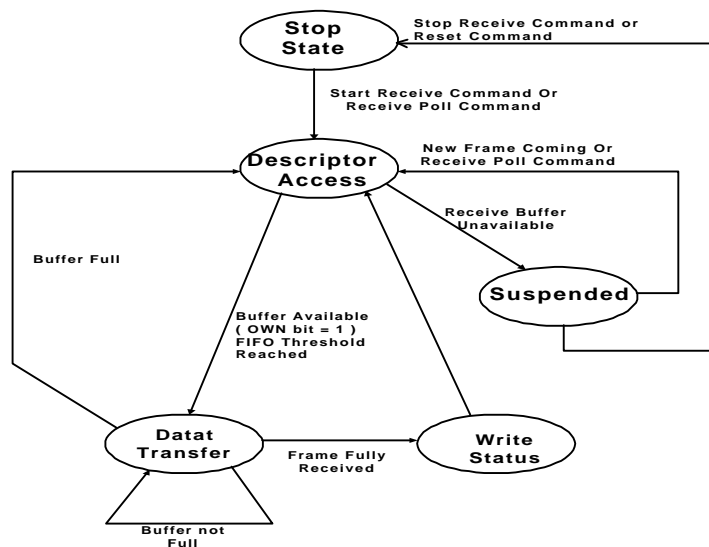 Stop
State
Stop Receive Command or
Reset Command
Start Receive Command Or
Receive Poll Command
Descriptor
Access
New Frame Coming Or
Receive Poll Command
Receive Buffer
Unavailable
Buffer Full
Suspended
Buffer Available
( OWN bit = 1 )
FIFO Threshold
Reached
Datat
Transfer
Frame Fully
Received
Write
Status
Buffer not
Full